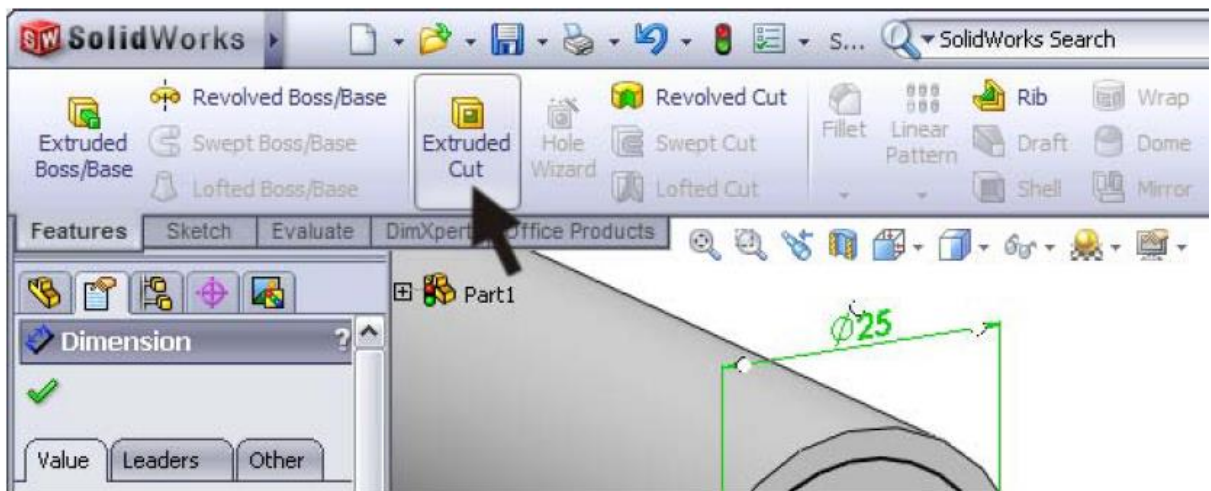 SW SolidWorks S... SolidWorks Search
Extruded Boss/Base
Revolved Boss/Base
Swept Boss/Base
Lofted Boss/Base
Extruded Cut
Hole Wizard
Revolved Cut
Swept Cut
Lofted Cut
Fillet
Linear Pattern
Rib
Draft
Shell
Wrap
Dome
Mirror
Features Sketch Evaluate DimXpert Office Products
Part1
Dimension ?
Value Leaders Other
Ø25